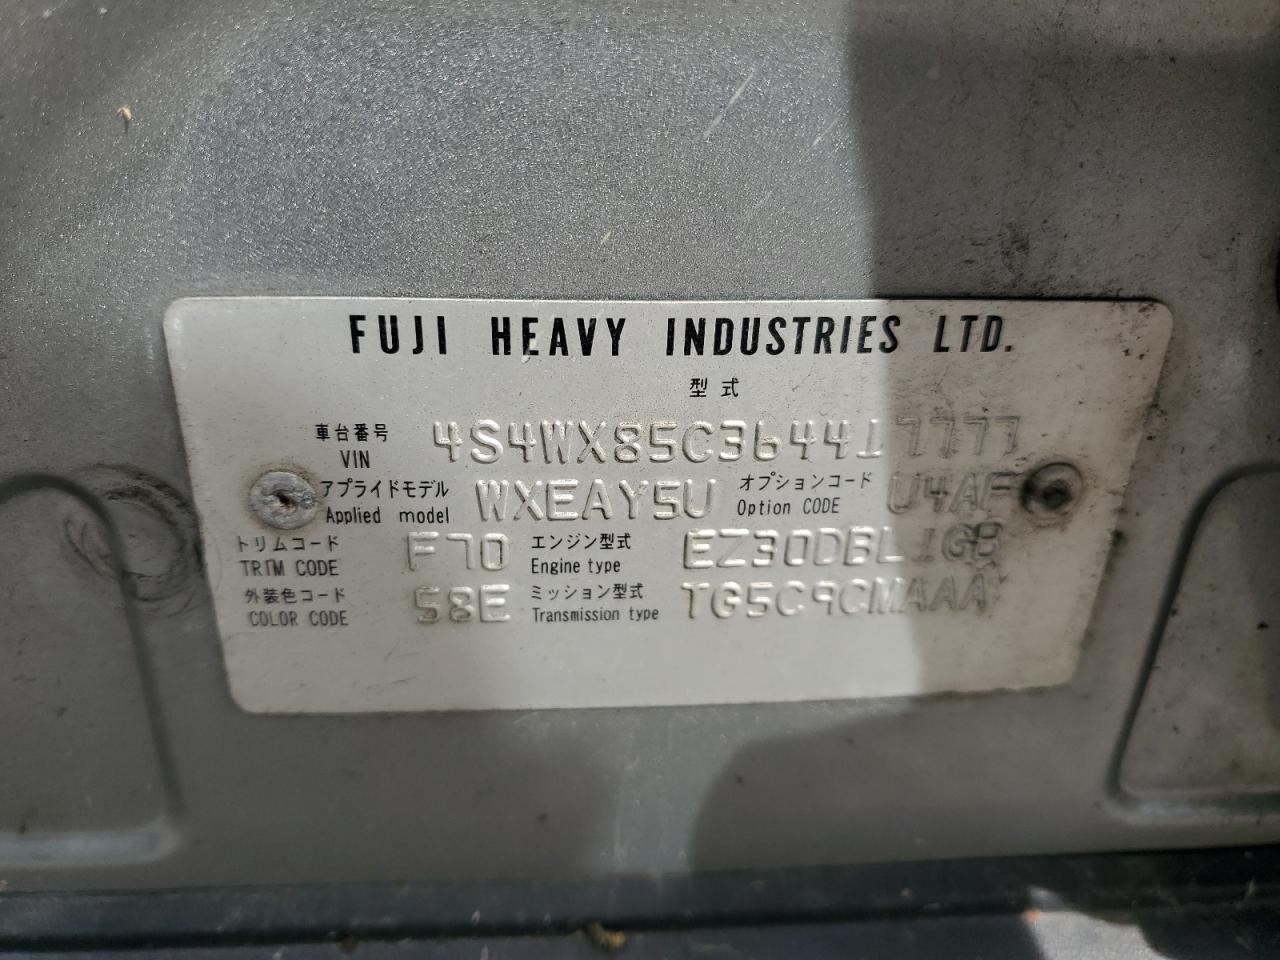 FUJI HEAVY INDUSTRIES LTD.
型式
車台番号 VIN 4S4WX85C364417777
アプライドモデル Applied model WXEAY5U オプションコード Option CODE U4AF
トリムコード TRIM CODE F70 エンジン型式 Engine type EZ30DBL1GB
外装色コード COLOR CODE 58E ミッション型式 Transmission type TG5C9CMAAA